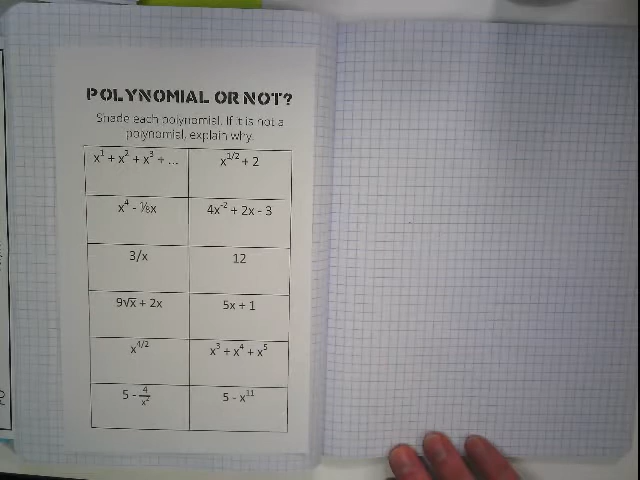 POLYNOMIAL OR NOT?
Shade each polynomial. If it is not a
polynomial, explain why.
x¹ + x² + x³ + ...
x^1/2 + 2
x⁴ - ⅛x
4x⁻² + 2x - 3
3/x
12
9√x + 2x
5x + 1
x^4/2
x³ + x⁴ + x⁵
5 - 4/x²
5 - x¹¹